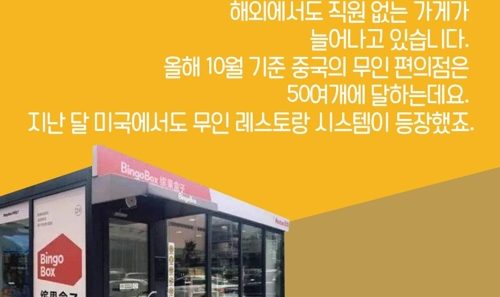 해외에서도 직원 없는 가게가
늘어나고 있습니다.
올해 10월 기준 중국의 무인 편의점은
50여개에 달하는데요.
지난 달 미국에서도 무인 레스토랑 시스템이 등장했죠.
BingoBox 缤果盒子
BingoBox
Bingo
Box
缤果盒子